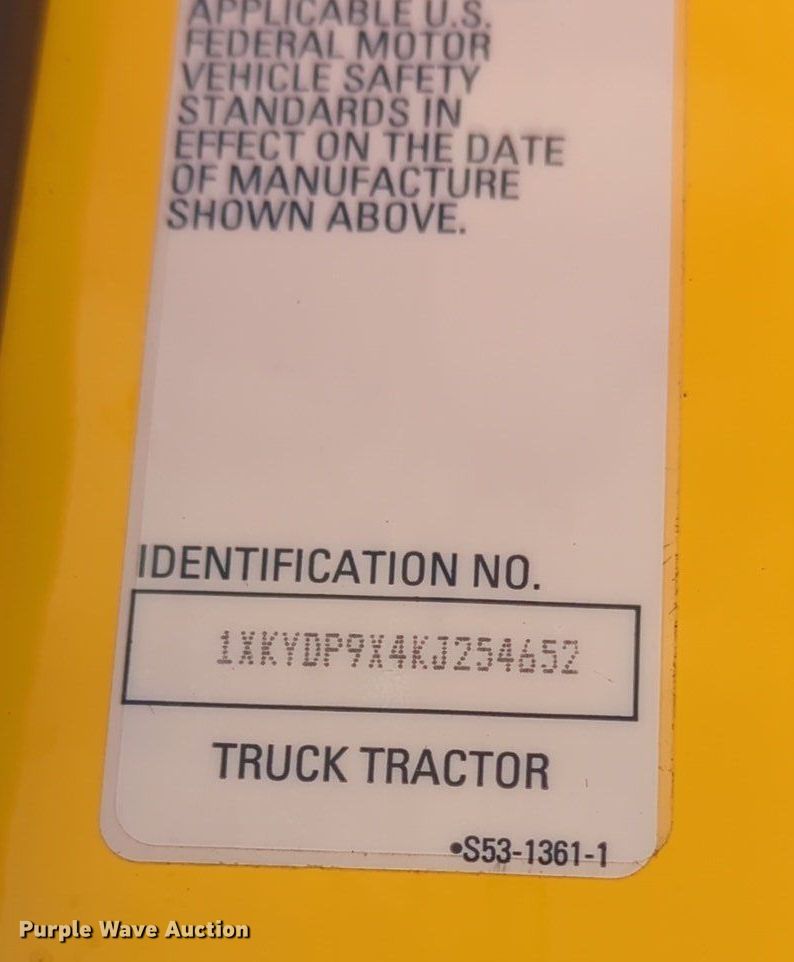 APPLICABLE U.S.
FEDERAL MOTOR
VEHICLE SAFETY
STANDARDS IN
EFFECT ON THE DATE
OF MANUFACTURE
SHOWN ABOVE.
IDENTIFICATION NO.
1XKYDP9X4KJ254652
TRUCK TRACTOR
•S53-1361-1
Purple Wave Auction